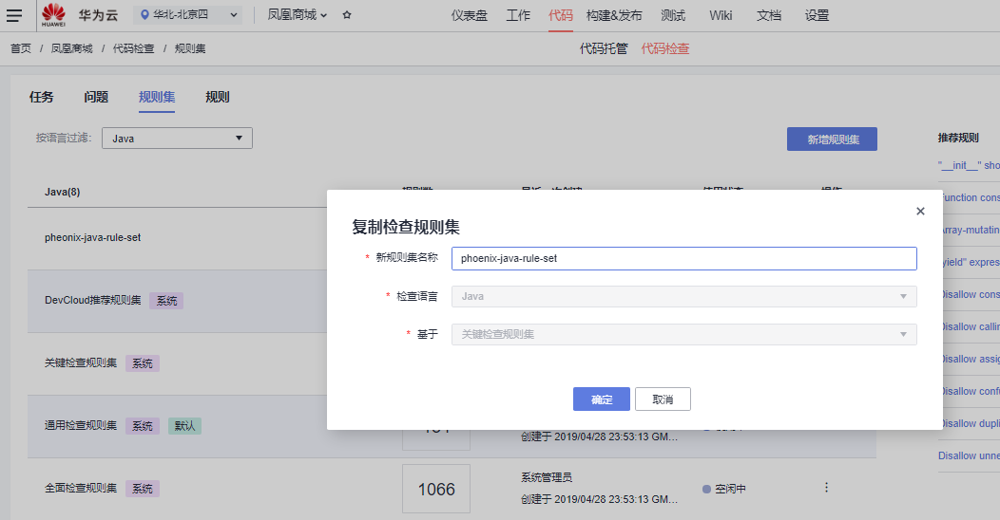 HUAWEI 华为云 华北-北京四 凤凰商城 仪表盘 工作 代码 构建&发布 测试 Wiki 文档 设置
首页 / 凤凰商城 / 代码检查 / 规则集 代码托管 代码检查
任务 问题 规则集 规则
按语言过滤: Java 新增规则集
推荐规则
"__init__" sho
Java(8)
Function cons
pheonix-java-rule-set
Array-mutatin
yield" expres
DevCloud推荐规则集 系统
Disallow cons
Disallow callin
关键检查规则集 系统
Disallow assig
Disallow confu
通用检查规则集 系统 默认
Disallow dupli
创建于 2019/04/28 23:53:13 GM...
Disallow unne
全面检查规则集 系统 1066 系统管理员 空闲中
创建于 2019/04/28 23:53:13 GM...
复制检查规则集
* 新规则集名称 phoenix-java-rule-set
* 检查语言 Java
* 基于 关键检查规则集
确定 取消